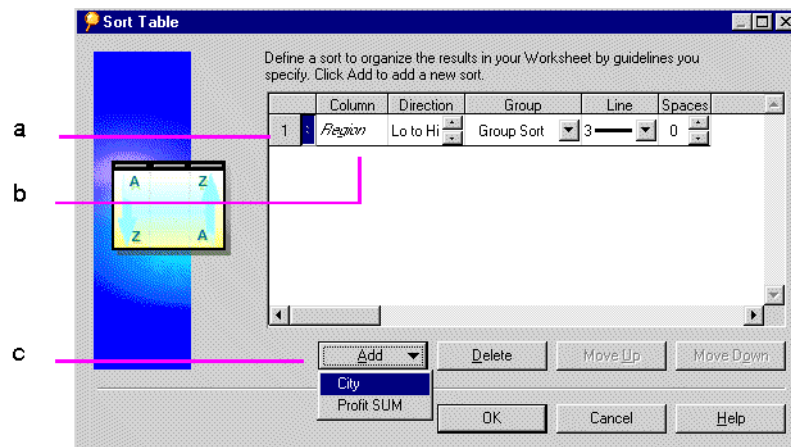 Sort Table
Define a sort to organize the results in your Worksheet by guidelines you
specify. Click Add to add a new sort.
Column Direction Group Line Spaces
a
1 : Region Lo to Hi Group Sort 3 0
b
A Z
Z A
c
Add Delete Move Up Move Down
City
Profit SUM
OK Cancel Help